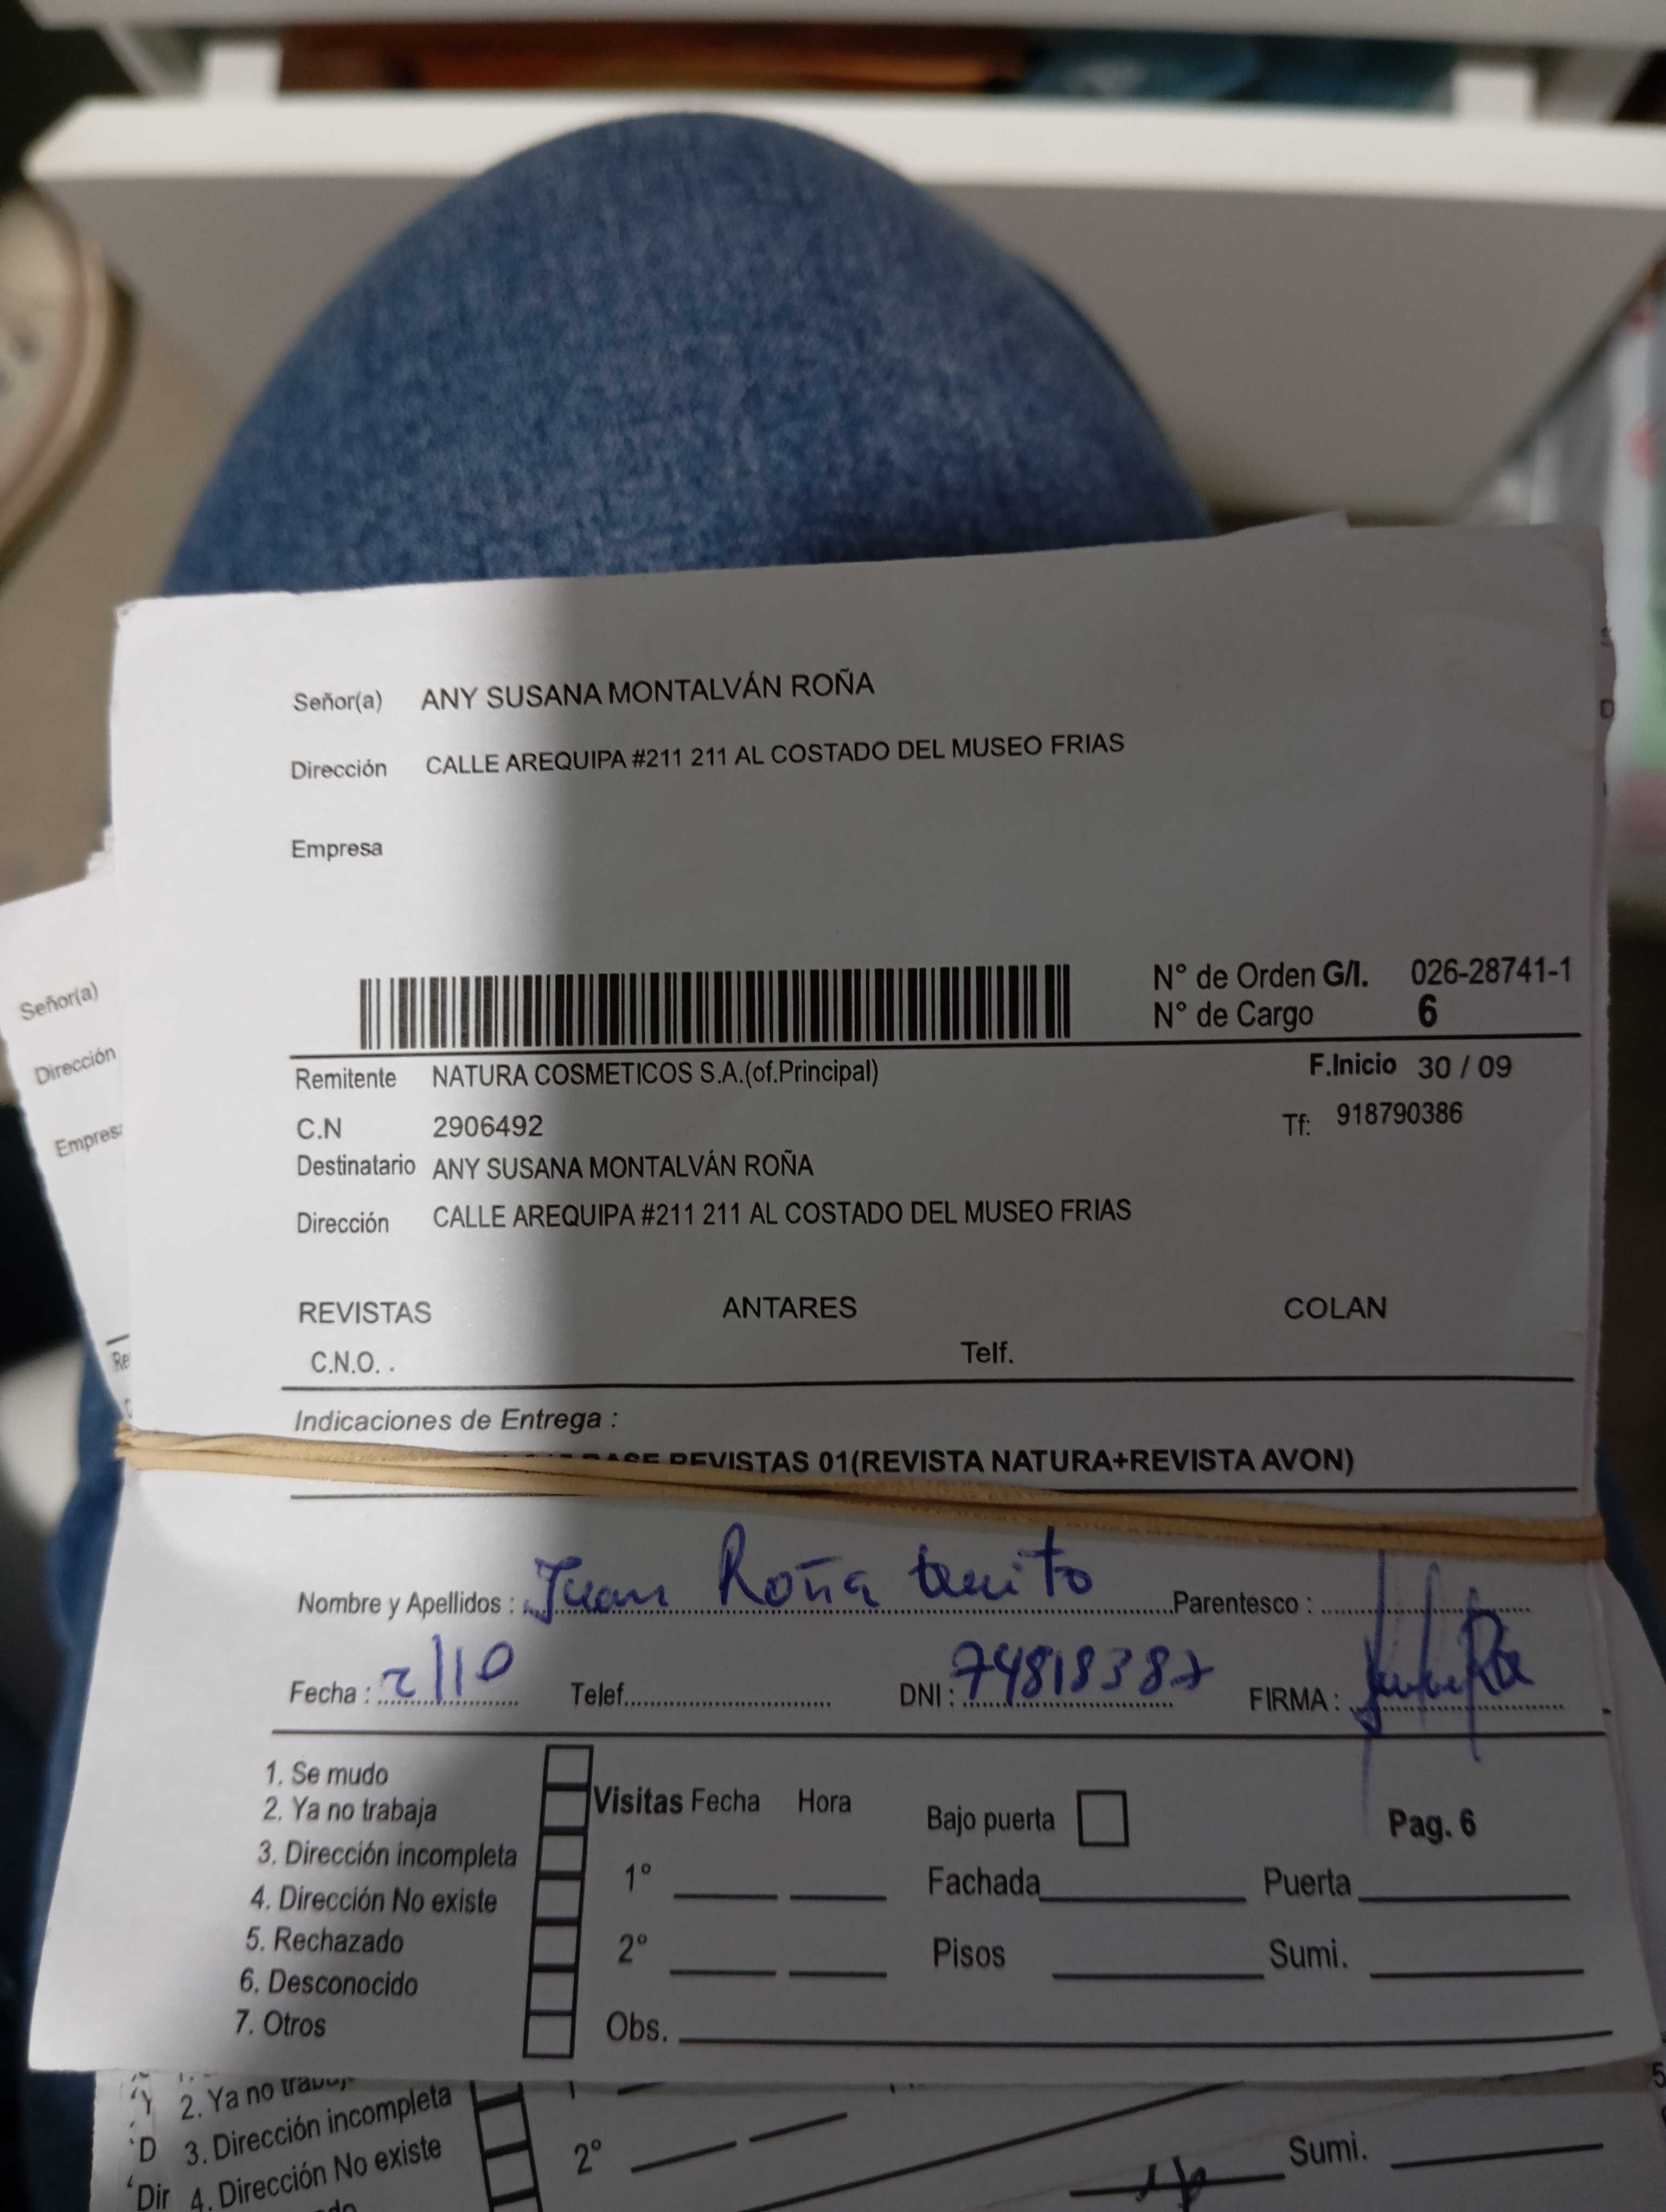 Señor(a) ANY SUSANA MONTALVÁN ROÑA
Dirección CALLE AREQUIPA #211 211 AL COSTADO DEL MUSEO FRIAS
Empresa
N° de Orden G/I. 026-28741-1
N° de Cargo 6
Remitente NATURA COSMETICOS S.A.(of.Principal) F.Inicio 30 / 09
C.N 2906492 Tf: 918790386
Destinatario ANY SUSANA MONTALVÁN ROÑA
Dirección CALLE AREQUIPA #211 211 AL COSTADO DEL MUSEO FRIAS
REVISTAS ANTARES COLAN
C.N.O. . Telf.
Indicaciones de Entrega :
BASE REVISTAS 01(REVISTA NATURA+REVISTA AVON)
Nombre y Apellidos : Juan Roña Parentesco :
Fecha : 2/10 Telef. DNI : 74818387 FIRMA :
1. Se mudo
2. Ya no trabaja
3. Dirección incompleta
4. Dirección No existe
5. Rechazado
6. Desconocido
7. Otros
Visitas Fecha Hora
1°
2°
Obs.
Bajo puerta
Pag. 6
Fachada Puerta
Pisos Sumi.
Señor(a)
Dirección
Empres
2. Ya no trabaj
3. Dirección incompleta
4. Dirección No existe
2°
Sumi.